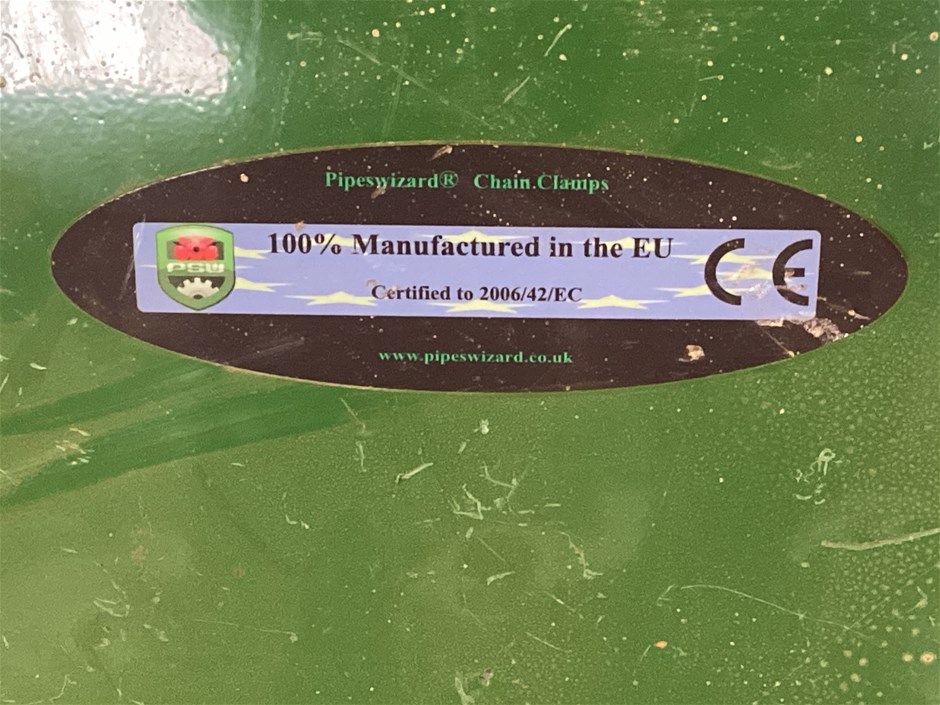 Pipeswizard® Chain Clamps
PSW
100% Manufactured in the EU
CE
Certified to 2006/42/EC
www.pipeswizard.co.uk